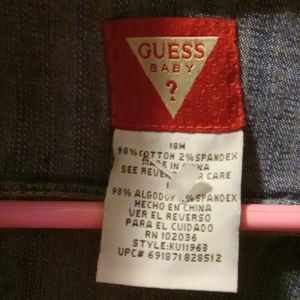 GUESS
BABY
?
18M
98% COTTON 2% SPANDEX
MADE IN CHINA
SEE REVERSE FOR CARE
98% ALGODON 2% SPANDEX
HECHO EN CHINA
VER EL REVERSO
PARA EL CUIDADO
RN 102036
STYLE:KU11963
UPC# 691871828512